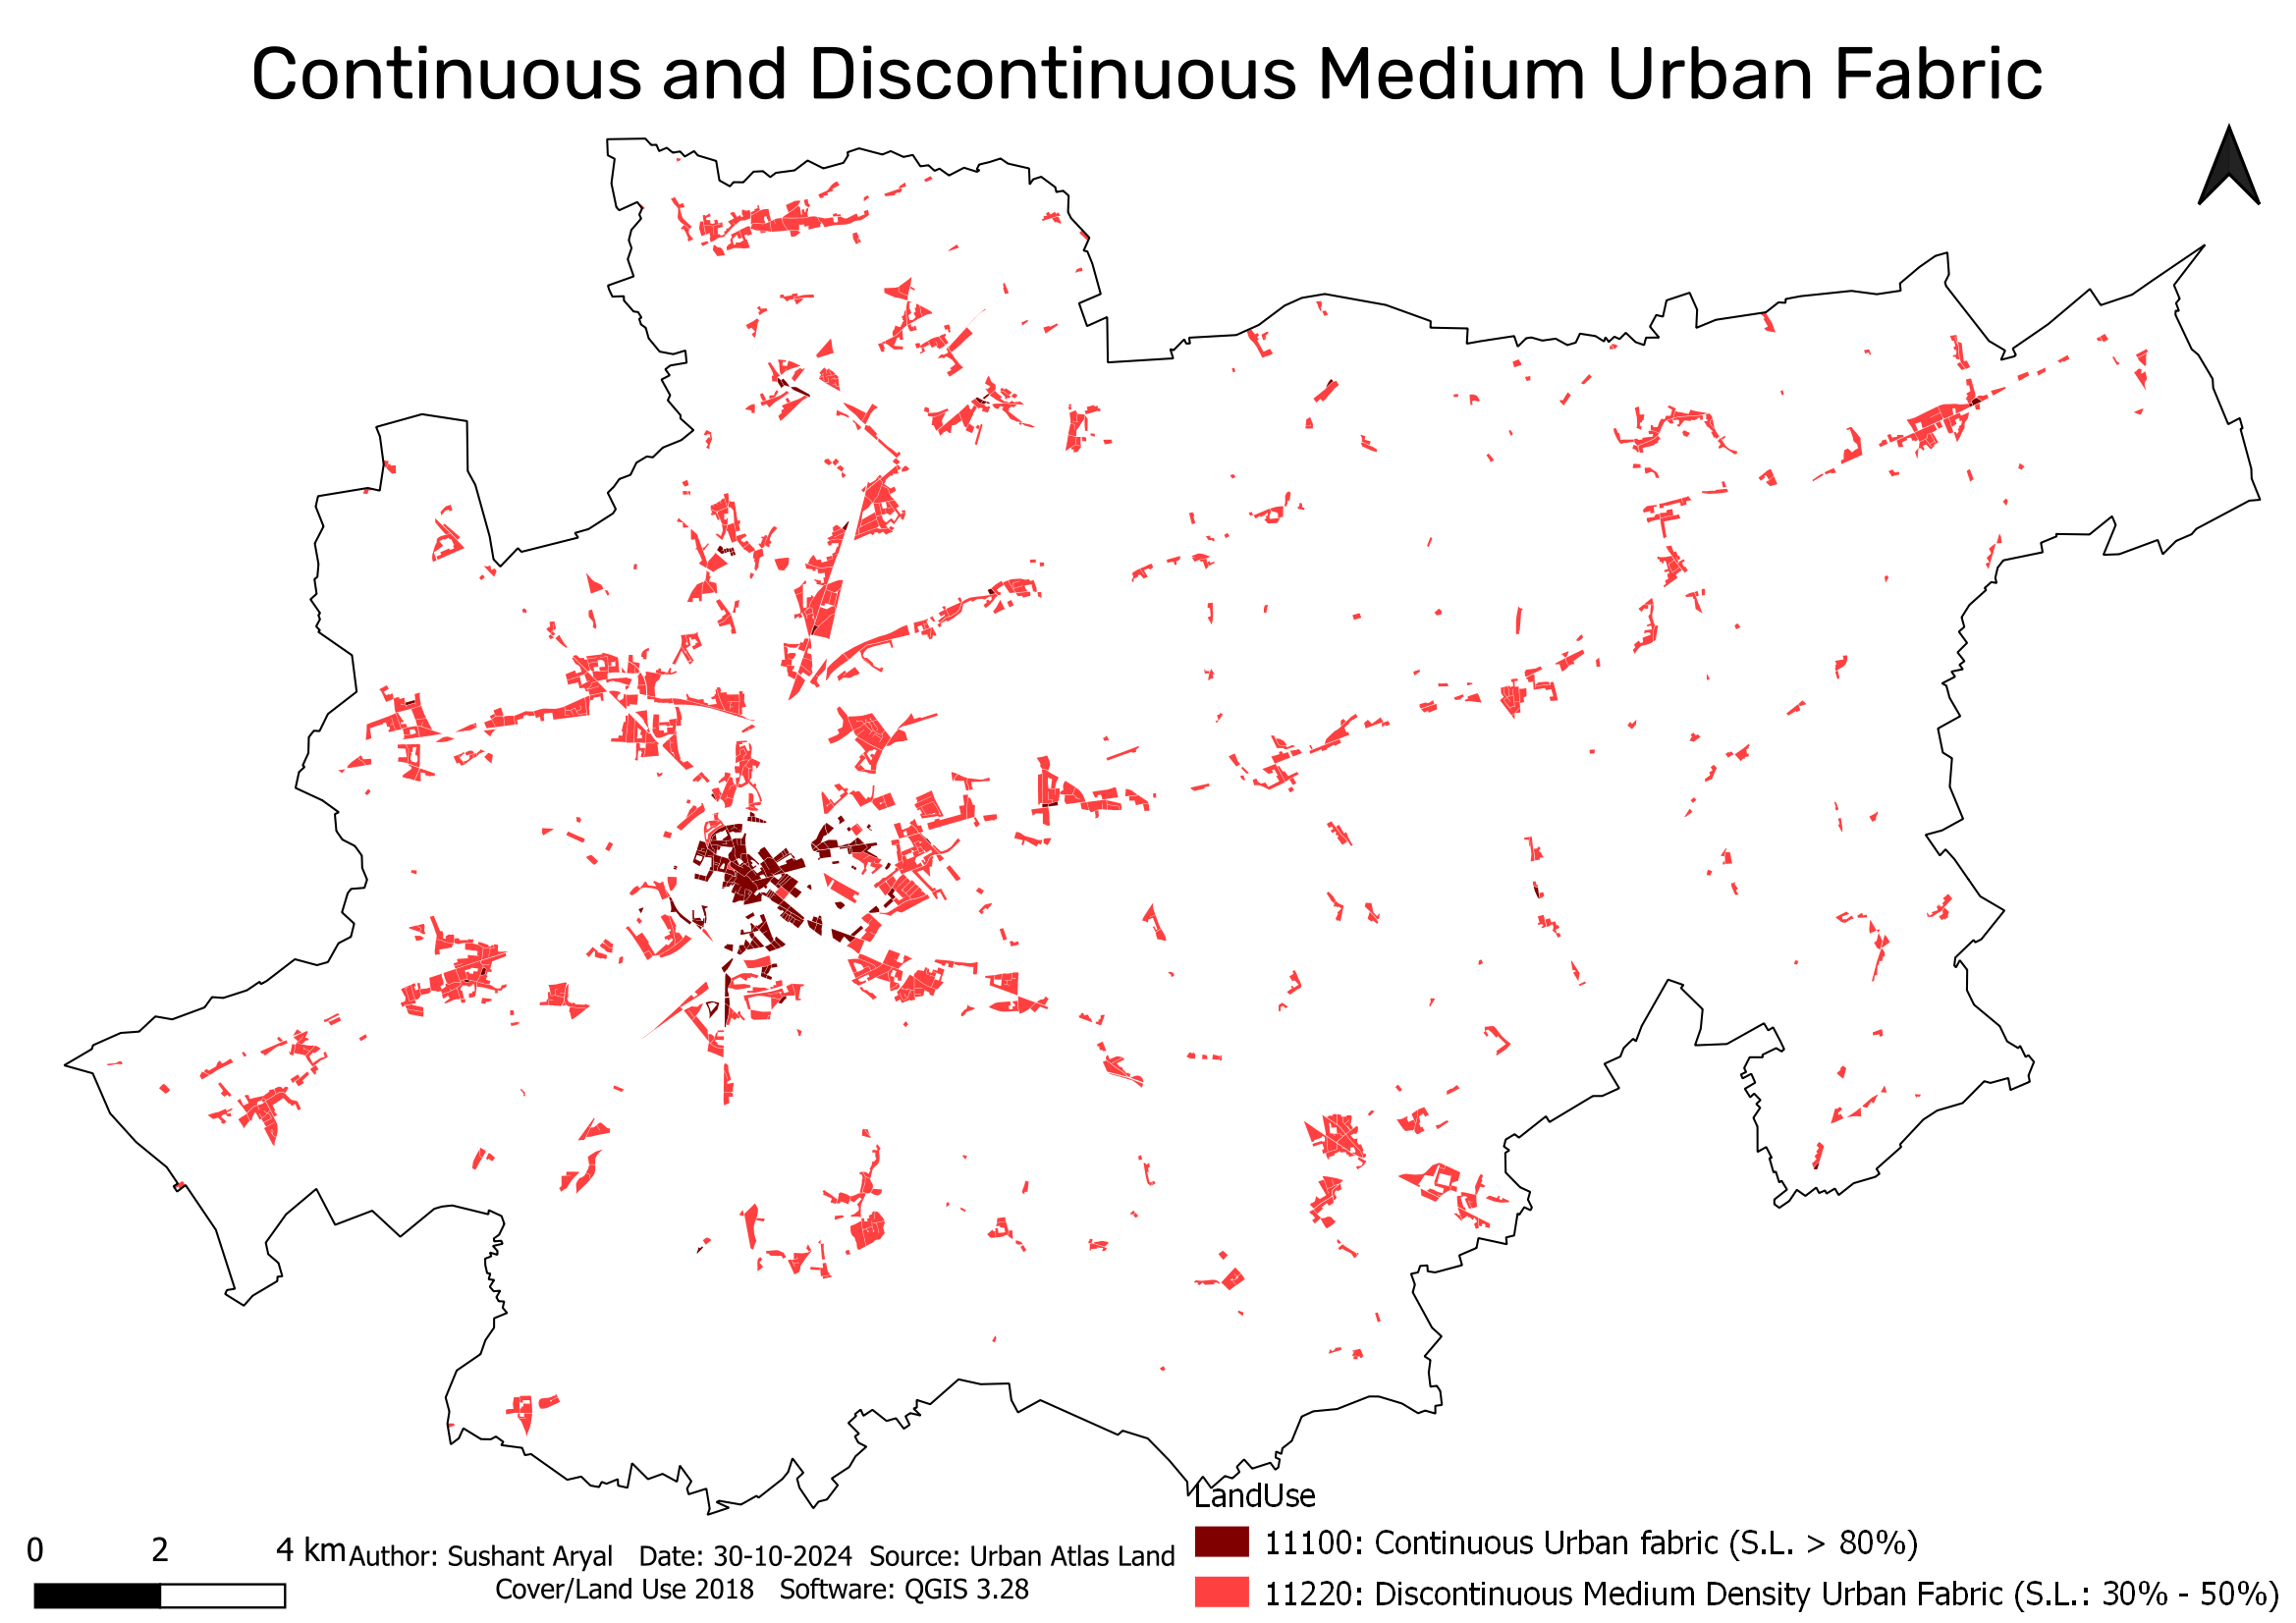 Continuous and Discontinuous Medium Urban Fabric
LandUse
11100: Continuous Urban fabric (S.L. > 80%)
11220: Discontinuous Medium Density Urban Fabric (S.L.: 30% - 50%)
0 2 4 km
Author: Sushant Aryal Date: 30-10-2024 Source: Urban Atlas Land
Cover/Land Use 2018 Software: QGIS 3.28